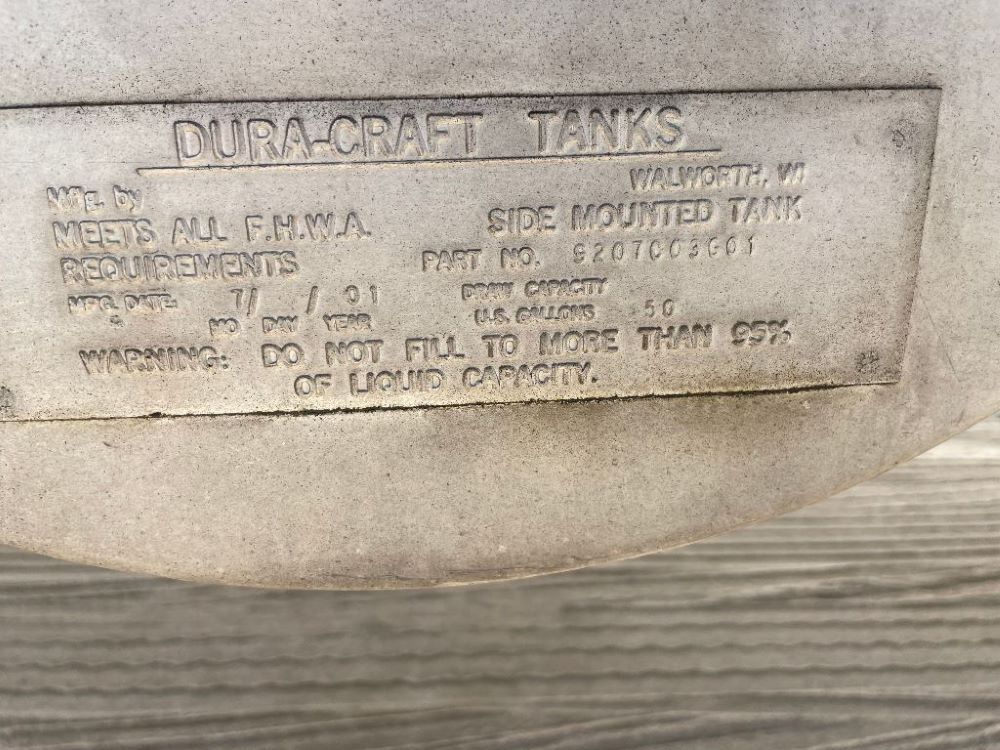 DURA-CRAFT TANKS
Mfg. by WALWORTH, WI
MEETS ALL F.H.W.A. SIDE MOUNTED TANK
REQUIREMENTS PART NO.
MFG. DATE: 7/ / 01 DRAW CAPACITY
MO DAY YEAR U.S. GALLONS 50
WARNING: DO NOT FILL TO MORE THAN 95%
OF LIQUID CAPACITY.